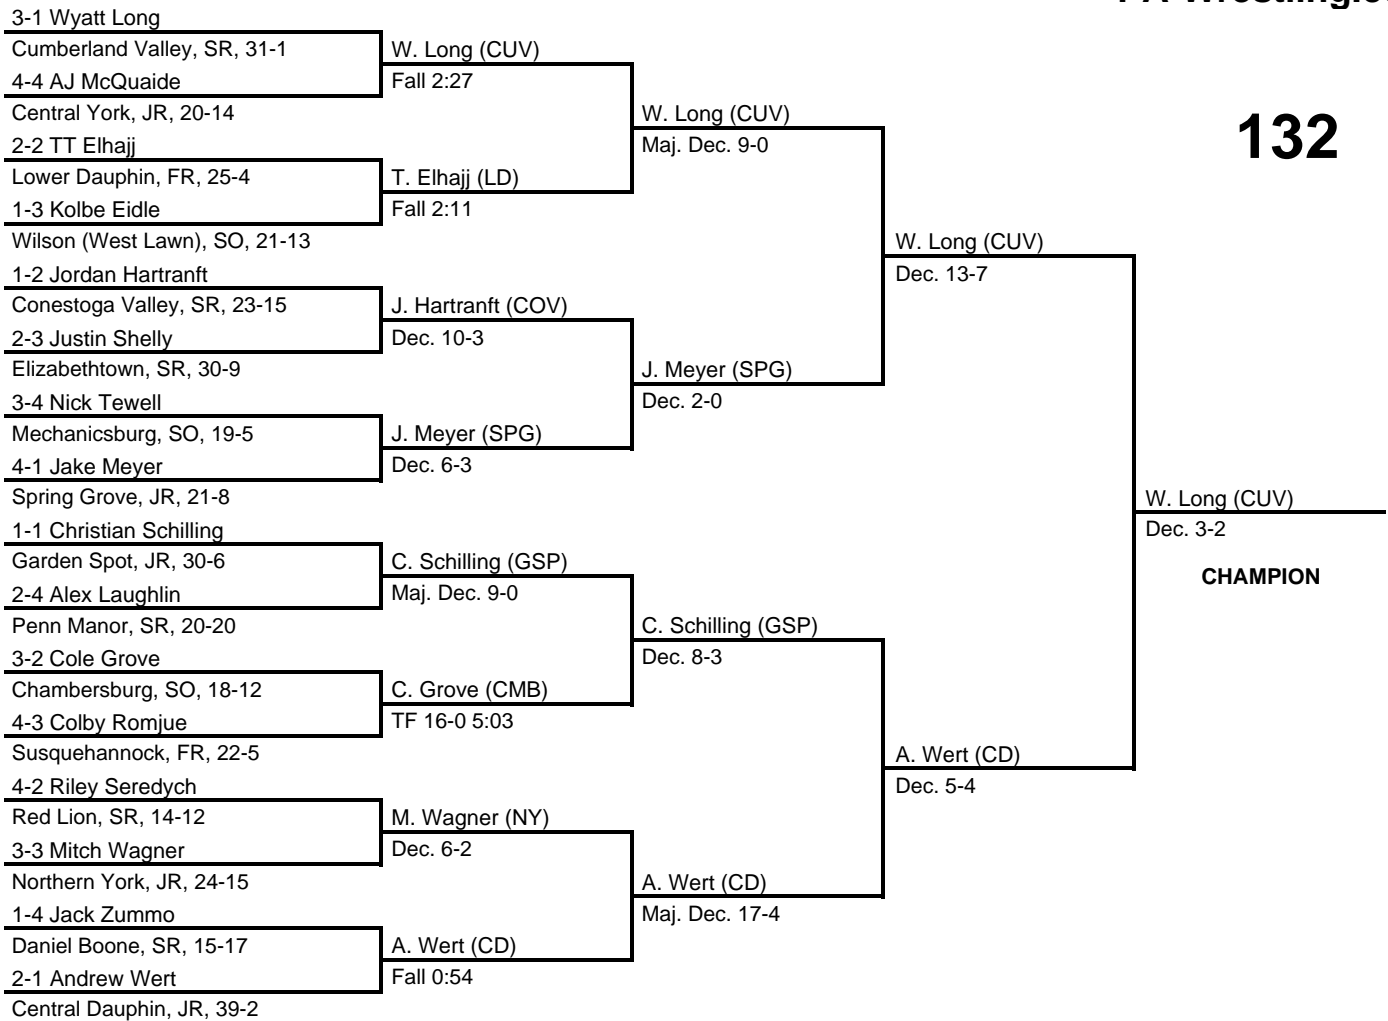 3-1 Wyatt Long
Cumberland Valley, SR, 31-1
4-4 AJ McQuaide
Central York, JR, 20-14
2-2 TT Elhajj
Lower Dauphin, FR, 25-4
1-3 Kolbe Eidle
Wilson (West Lawn), SO, 21-13
1-2 Jordan Hartranft
Conestoga Valley, SR, 23-15
2-3 Justin Shelly
Elizabethtown, SR, 30-9
3-4 Nick Tewell
Mechanicsburg, SO, 19-5
4-1 Jake Meyer
Spring Grove, JR, 21-8
1-1 Christian Schilling
Garden Spot, JR, 30-6
2-4 Alex Laughlin
Penn Manor, SR, 20-20
3-2 Cole Grove
Chambersburg, SO, 18-12
4-3 Colby Romjue
Susquehannock, FR, 22-5
4-2 Riley Seredych
Red Lion, SR, 14-12
3-3 Mitch Wagner
Northern York, JR, 24-15
1-4 Jack Zummo
Daniel Boone, SR, 15-17
2-1 Andrew Wert
Central Dauphin, JR, 39-2
W. Long (CUV)
Fall 2:27
T. Elhajj (LD)
Fall 2:11
J. Hartranft (COV)
Dec. 10-3
J. Meyer (SPG)
Dec. 6-3
C. Schilling (GSP)
Maj. Dec. 9-0
C. Grove (CMB)
TF 16-0 5:03
M. Wagner (NY)
Dec. 6-2
A. Wert (CD)
Fall 0:54
W. Long (CUV)
Maj. Dec. 9-0
J. Meyer (SPG)
Dec. 2-0
C. Schilling (GSP)
Dec. 8-3
A. Wert (CD)
Maj. Dec. 17-4
W. Long (CUV)
Dec. 13-7
A. Wert (CD)
Dec. 5-4
132
W. Long (CUV)
Dec. 3-2
CHAMPION